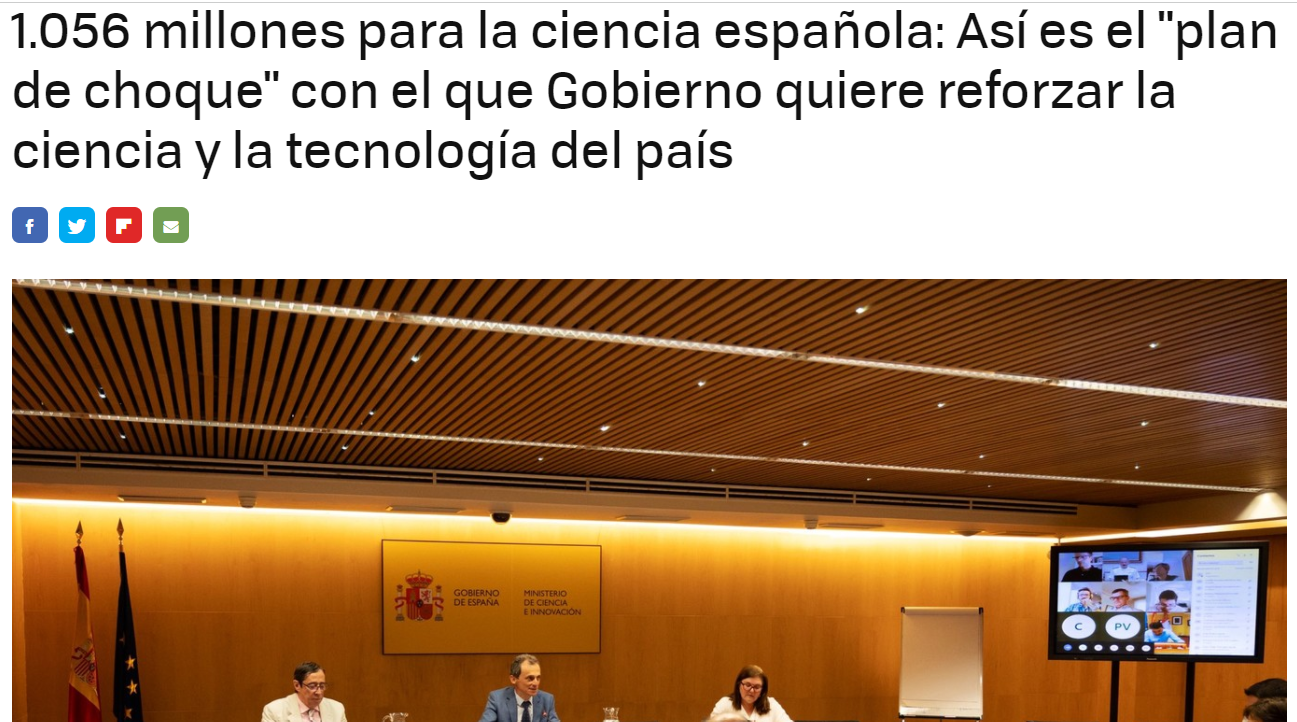 1.056 millones para la ciencia española: Así es el "plan
de choque" con el que Gobierno quiere reforzar la
ciencia y la tecnología del país
GOBIERNO
DE ESPAÑA
MINISTERIO
DE CIENCIA
E INNOVACIÓN
C
PV